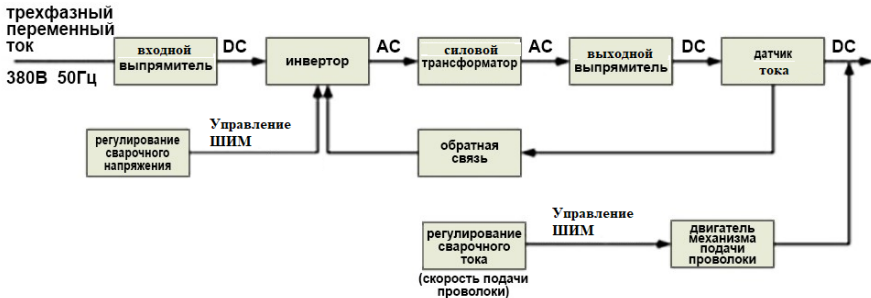 трехфазный
переменный
ток
380В 50Гц
входной
выпрямитель
DC
инвертор
AC
силовой
трансформатор
AC
выходной
выпрямитель
DC
датчик
тока
DC
регулирование
сварочного
напряжения
Управление
ШИМ
обратная
связь
регулирование
сварочного
тока
(скорость подачи
проволоки)
Управление
ШИМ
двигатель
механизма
подачи
проволоки